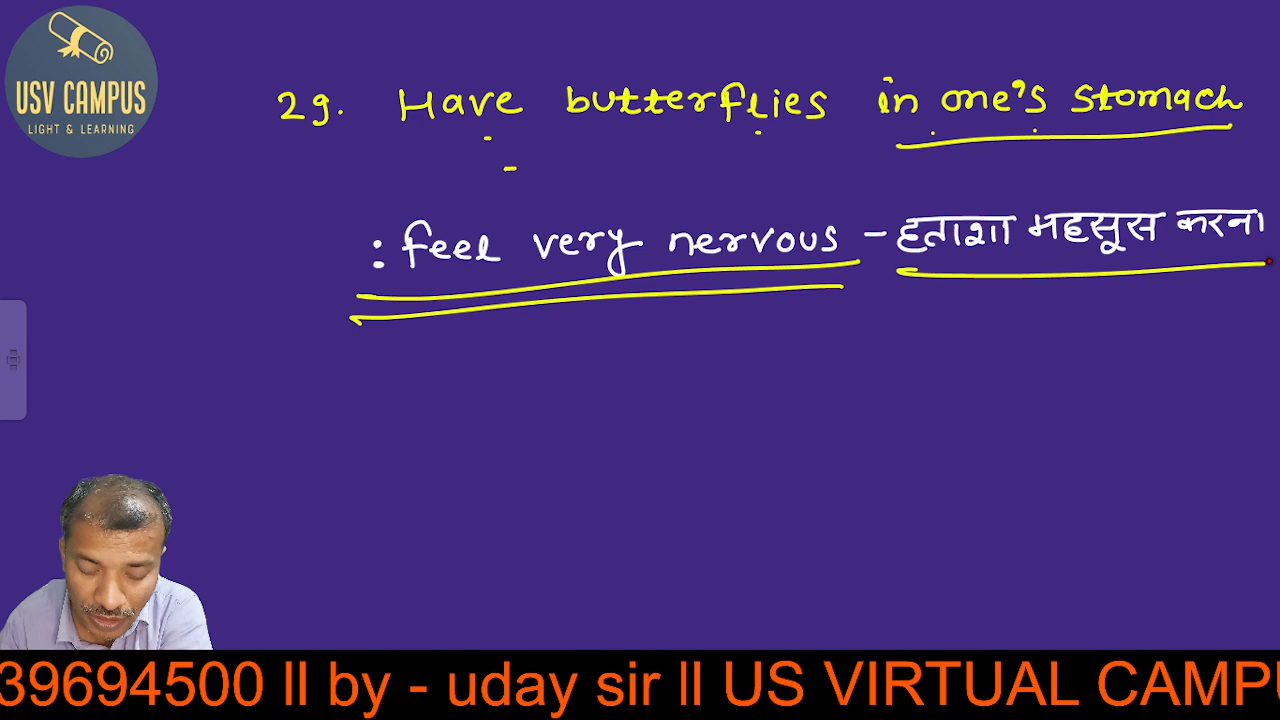 USV CAMPUS
LIGHT & LEARNING
29. Have butterflies in one's stomach
: feel very nervous - हताशा महसूस करना
39694500 ll by - uday sir ll US VIRTUAL CAMPU